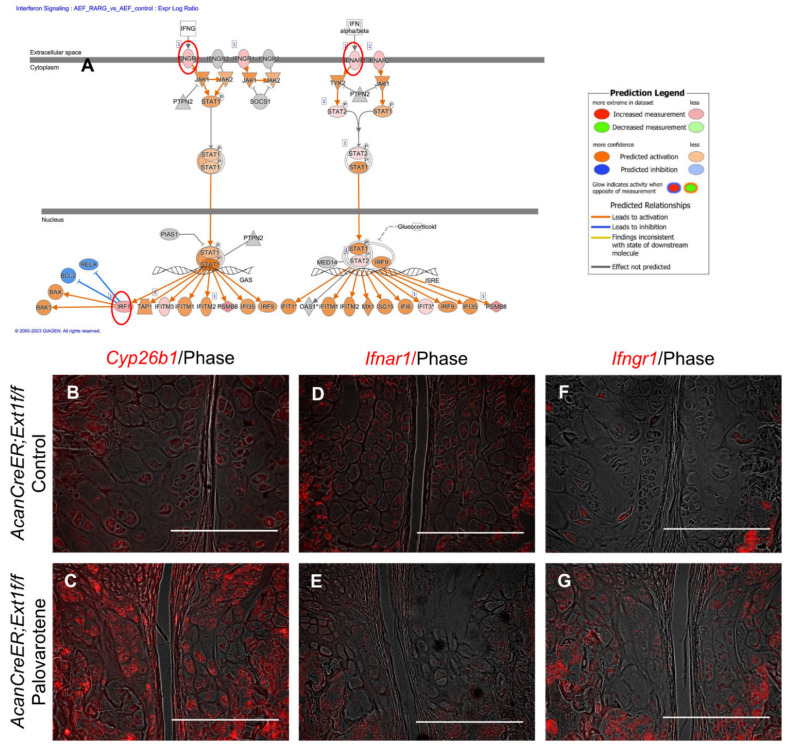 Interferon Signaling : AEF_RARG_vs_AEF_control : Expr Log Ratio
IFNG
IFN
alpha/beta
Extracellular space
Cytoplasm
A
IFNGR2
IFNGR1
IFNGR2
IFNAR1
IFNAR2
JAK1
JAK2
JAK1
JAK2
TYK2
JAK1
PTPN2
PTPN2
STAT1
SOCS1
STAT2
STAT1
STAT1
STAT1
STAT2
STAT1
Nucleus
PIAS1
PTPN2
STAT1
STAT1
GAS
Glucocorticoid
MED14
STAT1
STAT2
IRF9
ISRE
RELA
BCL2
BAX
BAK1
IRF1
TAP1
IFITM3
IFITM1
IFITM2
PSMB8
IFI35
IRF9
IFIT1*
OAS1*
IFITM1
IFITM2
MX1
ISG15
IFI6
IFIT3*
IRF9
IFI35
PSMB8
© 2000-2023 QIAGEN. All rights reserved.
Prediction Legend
more extreme in dataset less
Increased measurement
Decreased measurement
more confidence less
Predicted activation
Predicted inhibition
Glow indicates activity when
opposite of measurement
Predicted Relationships
Leads to activation
Leads to inhibition
Findings inconsistent
with state of downstream
molecule
Effect not predicted
Cyp26b1/Phase
Ifnar1/Phase
Ifngr1/Phase
AcanCreER;Ext1f/f
Control
B
D
F
AcanCreER;Ext1f/f
Palovarotene
C
E
G